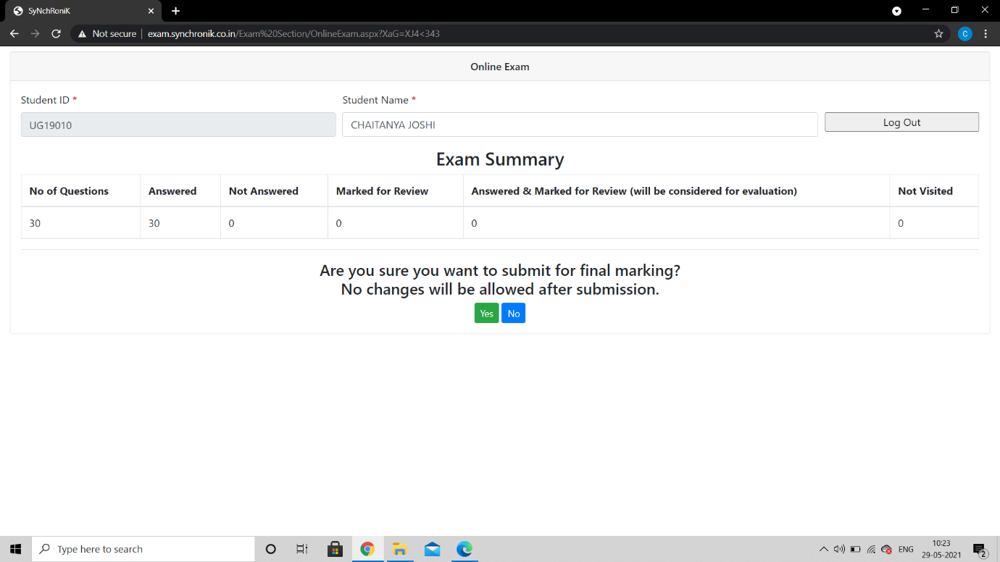 SyNchRoniK
Not secure exam.synchronik.co.in/Exam%20Section/OnlineExam.aspx?XaG=XJ4<343
C
Online Exam
Student ID * Student Name *
UG19010 CHAITANYA JOSHI Log Out
Exam Summary
No of Questions Answered Not Answered Marked for Review Answered & Marked for Review (will be considered for evaluation) Not Visited
30 30 0 0 0 0
Are you sure you want to submit for final marking?
No changes will be allowed after submission.
Yes No
Type here to search ENG 10:23
29-05-2021 2